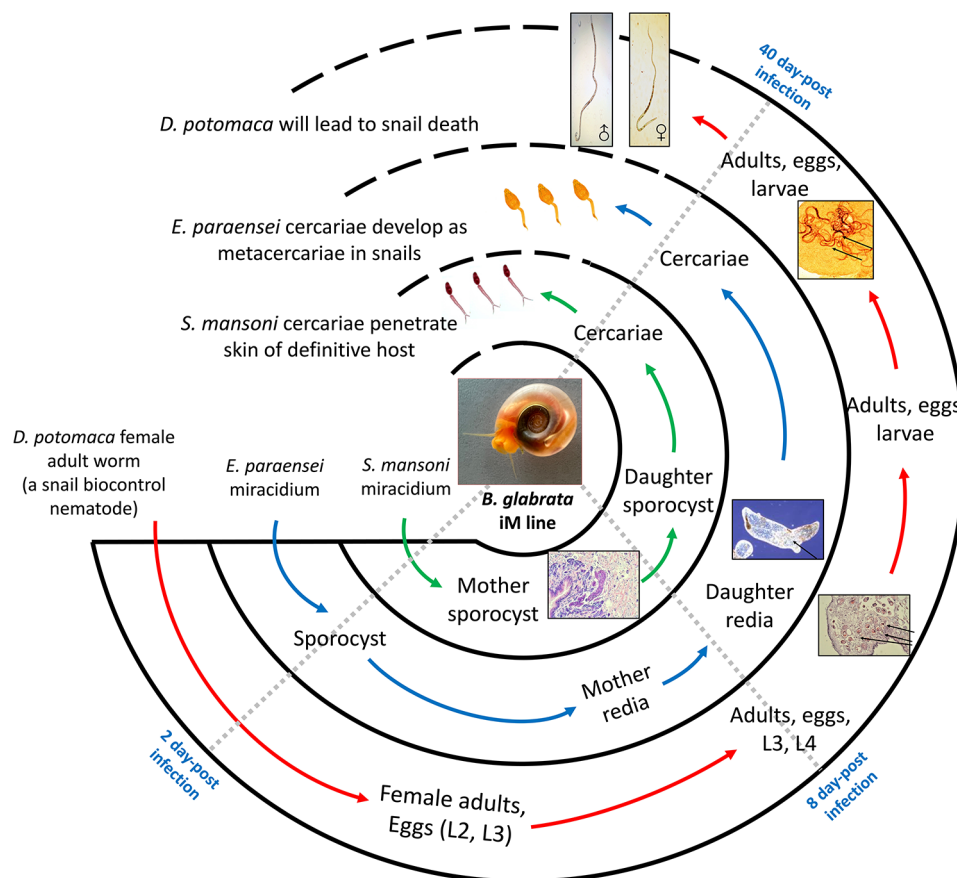 40 day-post
infection
♂
♀
D. potomaca will lead to snail death
Adults, eggs,
larvae
E. paraensei cercariae develop as
metacercariae in snails
Cercariae
S. mansoni cercariae penetrate
skin of definitive host
Cercariae
Adults, eggs,
larvae
D. potomaca female
adult worm
(a snail biocontrol
nematode)
E. paraensei
miracidium
S. mansoni
miracidium
B. glabrata
iM line
Daughter
sporocyst
Mother
sporocyst
Daughter
redia
Sporocyst
Mother
redia
Adults, eggs,
L3, L4
2 day-post
infection
8 day-post
infection
Female adults,
Eggs (L2, L3)